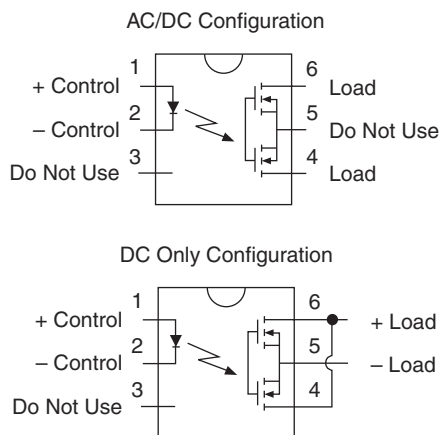 AC/DC Configuration
1 6
+ Control Load
2 5
– Control Do Not Use
3 4
Do Not Use Load
DC Only Configuration
1 6
+ Control + Load
2 5
– Control – Load
3 4
Do Not Use